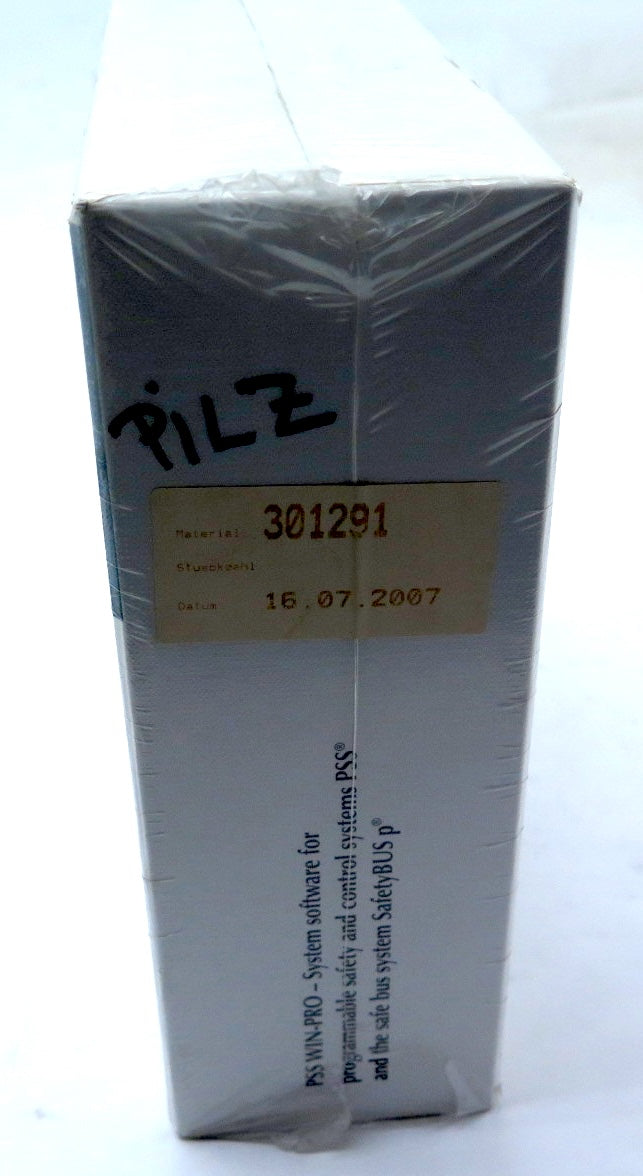 PILZ
Material 301291
Stueckzahl
Datum 16.07.2007
PSS WIN-PRO – System software for
programmable safety and control systems PSS®
and the safe bus system SafetyBUS p®